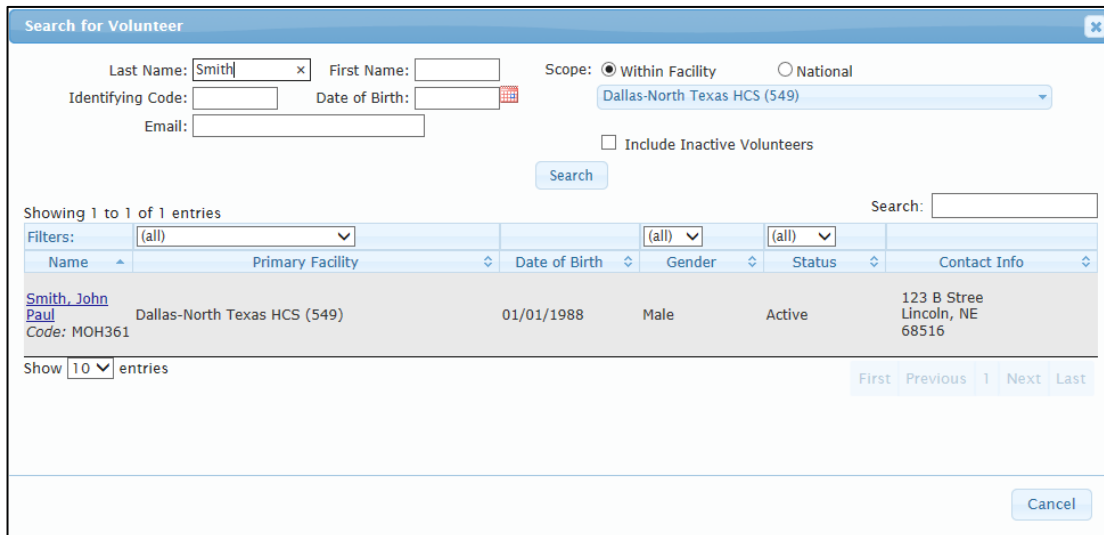 Search for Volunteer
Last Name: Smith × First Name: Scope: Within Facility National
Identifying Code: Date of Birth: Dallas-North Texas HCS (549)
Email:
Include Inactive Volunteers
Search
Showing 1 to 1 of 1 entries Search:
Filters: (all) (all) (all)
Name Primary Facility Date of Birth Gender Status Contact Info
Smith, John
Paul
Code: MOH361
Dallas-North Texas HCS (549) 01/01/1988 Male Active
123 B Stree
Lincoln, NE
68516
Show 10 entries
First Previous 1 Next Last
Cancel